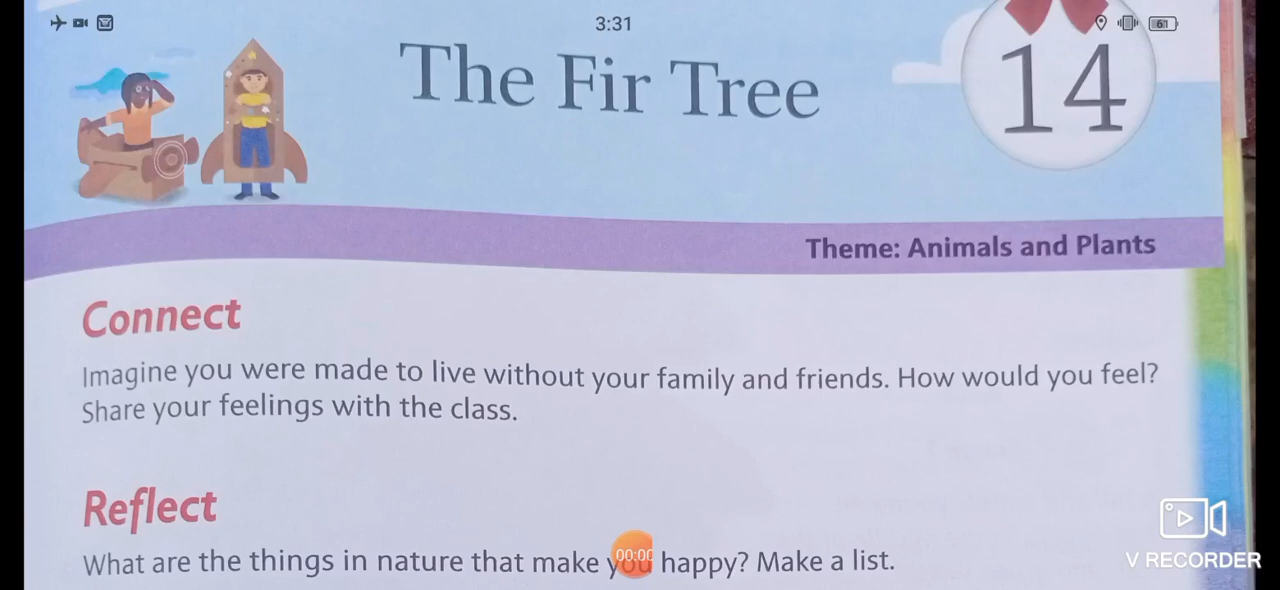 3:31
61
The Fir Tree
14
Theme: Animals and Plants
Connect
Imagine you were made to live without your family and friends. How would you feel?
Share your feelings with the class.
Reflect
What are the things in nature that make you happy? Make a list.
00:00
V RECORDER